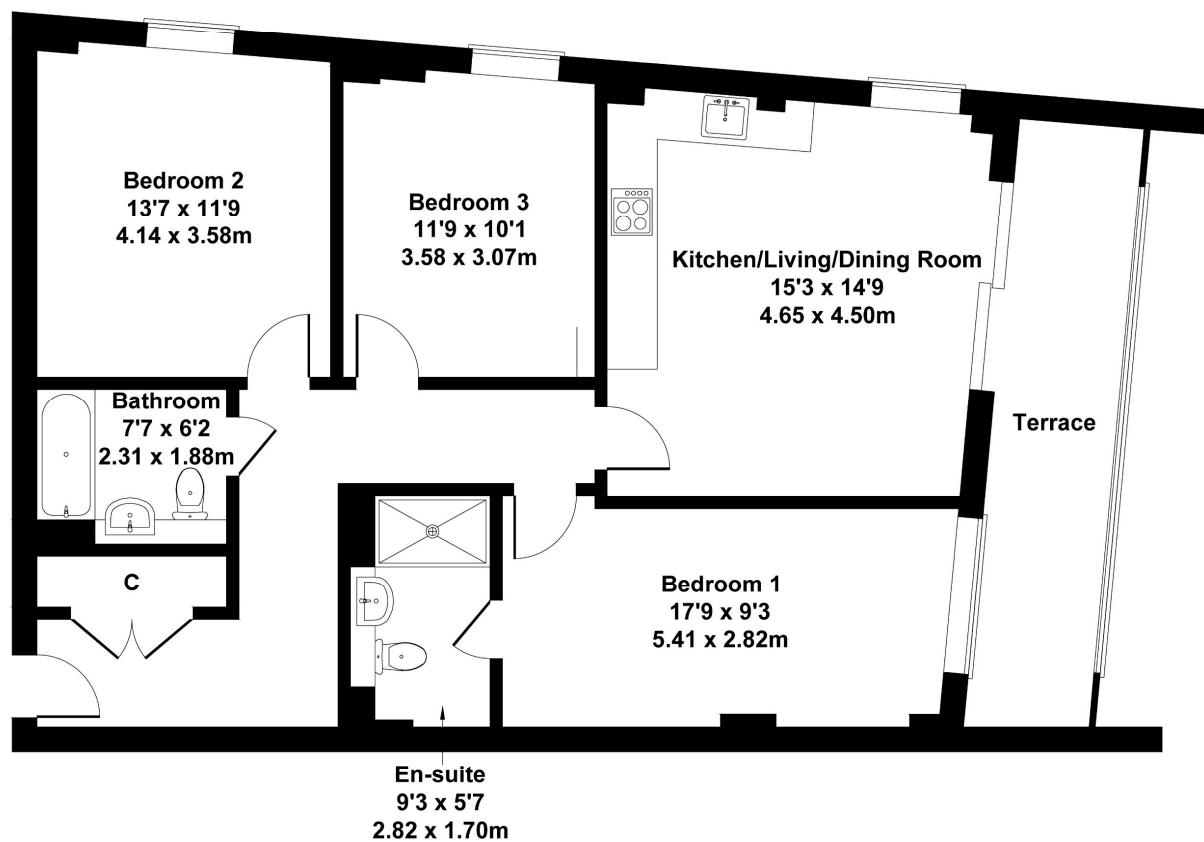 Bedroom 2
13'7 x 11'9
4.14 x 3.58m
Bedroom 3
11'9 x 10'1
3.58 x 3.07m
Kitchen/Living/Dining Room
15'3 x 14'9
4.65 x 4.50m
Terrace
Bathroom
7'7 x 6'2
2.31 x 1.88m
C
Bedroom 1
17'9 x 9'3
5.41 x 2.82m
En-suite
9'3 x 5'7
2.82 x 1.70m